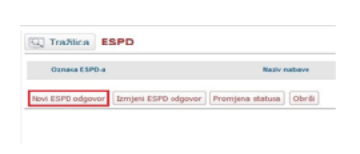 Tražilica ESPD
Oznaka ESPD-a Naziv nabave
Novi ESPD odgovor Izmjeni ESPD odgovor Promjena statusa Obriši